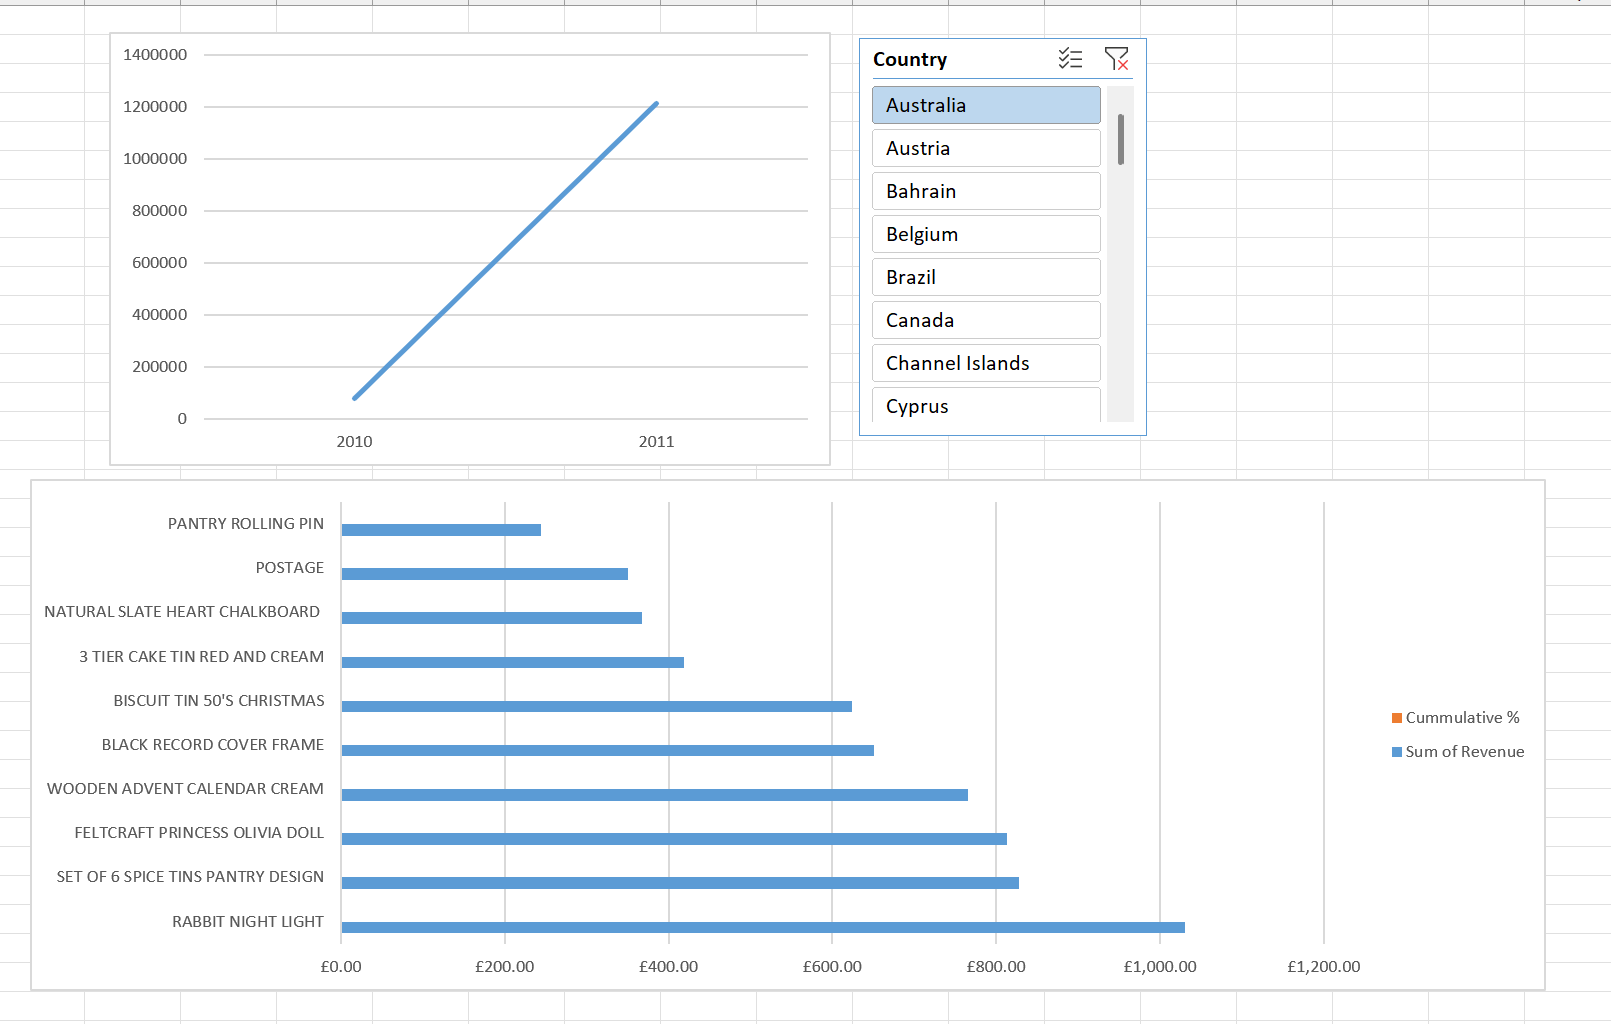 1400000
1200000
1000000
800000
600000
400000
200000
0
2010
2011
Country
Australia
Austria
Bahrain
Belgium
Brazil
Canada
Channel Islands
Cyprus
PANTRY ROLLING PIN
POSTAGE
NATURAL SLATE HEART CHALKBOARD
3 TIER CAKE TIN RED AND CREAM
BISCUIT TIN 50'S CHRISTMAS
BLACK RECORD COVER FRAME
WOODEN ADVENT CALENDAR CREAM
FELTCRAFT PRINCESS OLIVIA DOLL
SET OF 6 SPICE TINS PANTRY DESIGN
RABBIT NIGHT LIGHT
£0.00
£200.00
£400.00
£600.00
£800.00
£1,000.00
£1,200.00
Cummulative %
Sum of Revenue